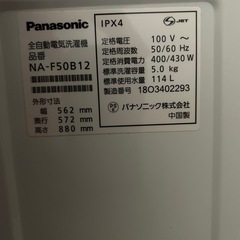 Panasonic
全自動電気洗濯機
品番
NA-F50B12
外形寸法
幅 562 mm
奥行 572 mm
高さ 880 mm
IPX4
JET
定格電圧 100 V ～
定格周波数 50/60 Hz
定格消費電力 400/430 W
標準洗濯容量 5.0 kg
標準使用水量 114 L
製造番号 18O3402293
パナソニック株式会社
中国製